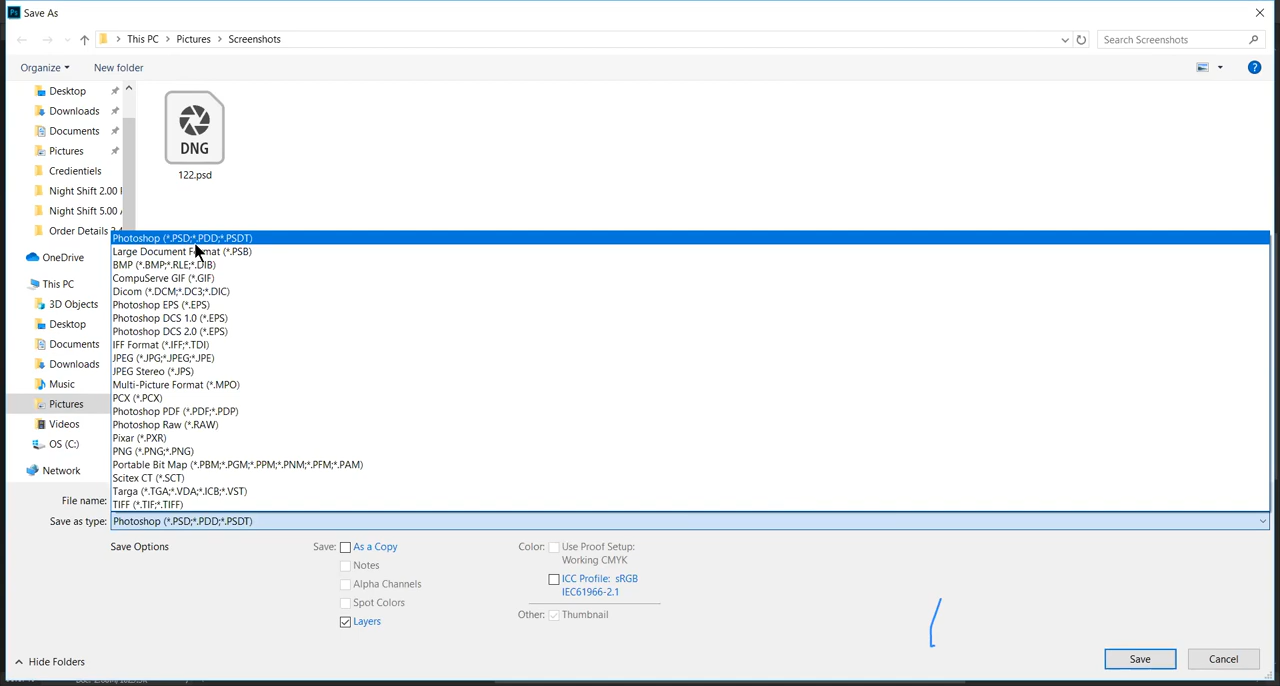 Ps Save As
This PC > Pictures > Screenshots
Search Screenshots
Organize
New folder
Desktop
Downloads
Documents
Pictures
Credientiels
Night Shift 2.00
Night Shift 5.00
Order Details
OneDrive
This PC
3D Objects
Desktop
Documents
Downloads
Music
Pictures
Videos
OS (C:)
Network
DNG
122.psd
Photoshop (*.PSD;*.PDD;*.PSDT)
Large Document Format (*.PSB)
BMP (*.BMP;*.RLE;*.DIB)
CompuServe GIF (*.GIF)
Dicom (*.DCM;*.DC3;*.DIC)
Photoshop EPS (*.EPS)
Photoshop DCS 1.0 (*.EPS)
Photoshop DCS 2.0 (*.EPS)
IFF Format (*.IFF;*.TDI)
JPEG (*.JPG;*.JPEG;*.JPE)
JPEG Stereo (*.JPS)
Multi-Picture Format (*.MPO)
PCX (*.PCX)
Photoshop PDF (*.PDF;*.PDP)
Photoshop Raw (*.RAW)
Pixar (*.PXR)
PNG (*.PNG;*.PNG)
Portable Bit Map (*.PBM;*.PGM;*.PPM;*.PNM;*.PFM;*.PAM)
Scitex CT (*.SCT)
Targa (*.TGA;*.VDA;*.ICB;*.VST)
TIFF (*.TIF;*.TIFF)
File name:
Save as type: Photoshop (*.PSD;*.PDD;*.PSDT)
Save Options
Save: As a Copy
Notes
Alpha Channels
Spot Colors
Layers
Color: Use Proof Setup:
Working CMYK
ICC Profile: sRGB
IEC61966-2.1
Other: Thumbnail
Hide Folders
Save
Cancel